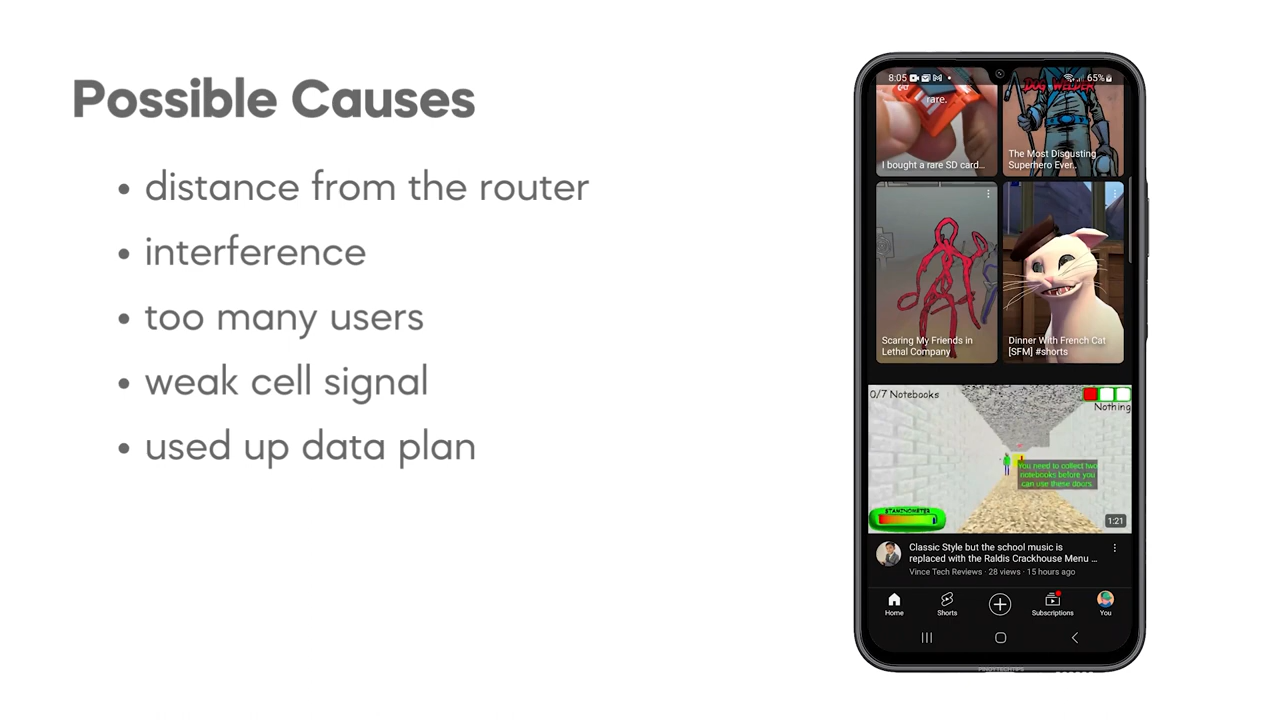 Possible Causes
• distance from the router
• interference
• too many users
• weak cell signal
• used up data plan
8:05
65%
rare.
DOG WELDER
I bought a rare SD card...
The Most Disgusting
Superhero Ever..
Scaring My Friends in
Lethal Company
Dinner With French Cat
[SFM] #shorts
0/7 Notebooks
Nothing
You need to collect two
notebooks before you
can use these doors.
STAMINOMETER
1:21
Classic Style but the school music is
replaced with the Raldis Crackhouse Menu ...
Vince Tech Reviews · 28 views · 15 hours ago
Home
Shorts
Subscriptions
You